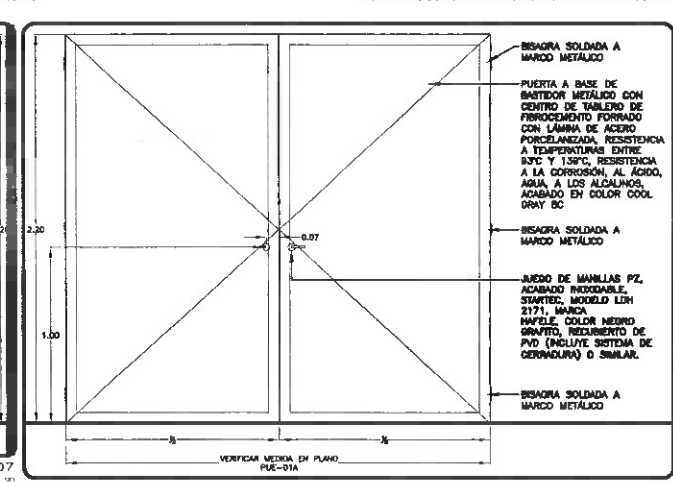 BISAGRA SOLDADA A
MARCO METÁLICO
PUERTA A BASE DE
BASTIDOR METÁLICO CON
CENTRO DE TABLERO DE
FIBROCEMENTO FORRADO
CON LÁMINA DE ACERO
PORCELANIZADA, RESISTENCIA
A TEMPERATURAS ENTRE
Y
RESISTENCIA
A LA CORROSIÓN, AL ÁCIDO,
AGUA, A LOS ALCALINOS,
ACABADO EN COLOR COOL
GRAY
2.20
0.07
BISAGRA SOLDADA A
MARCO METÁLICO
1.00
JUEGO DE MANILLAS PZ,
ACABADO INOXIDABLE,
STARTEC, MODELO LDH
2171, MARCA
HAFELE, COLOR NEGRO
GRAFITO, RECUBIERTO DE
PVD (INCLUYE SISTEMA DE
CERRADURA) O SIMILAR.
BISAGRA SOLDADA A
MARCO METÁLICO
VERIFICAR MEDIDA EN PLANO
PUE-01A
07